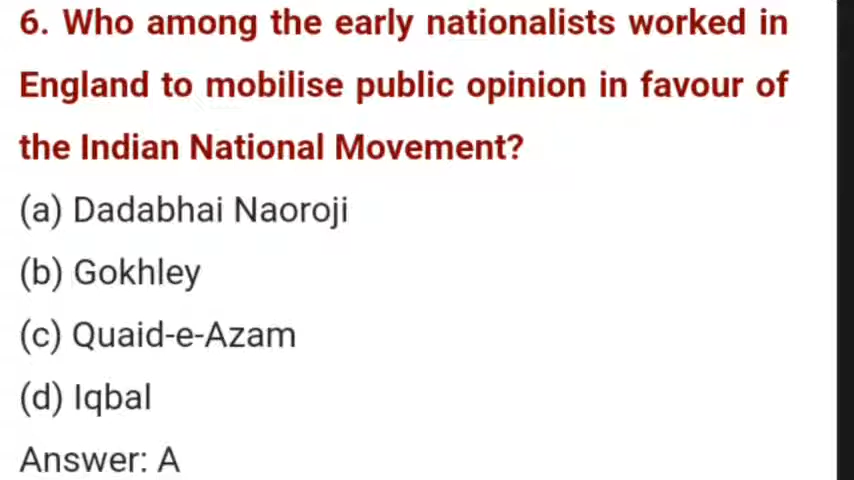 6. Who among the early nationalists worked in
England to mobilise public opinion in favour of
the Indian National Movement?
(a) Dadabhai Naoroji
(b) Gokhley
(c) Quaid-e-Azam
(d) Iqbal
Answer: A